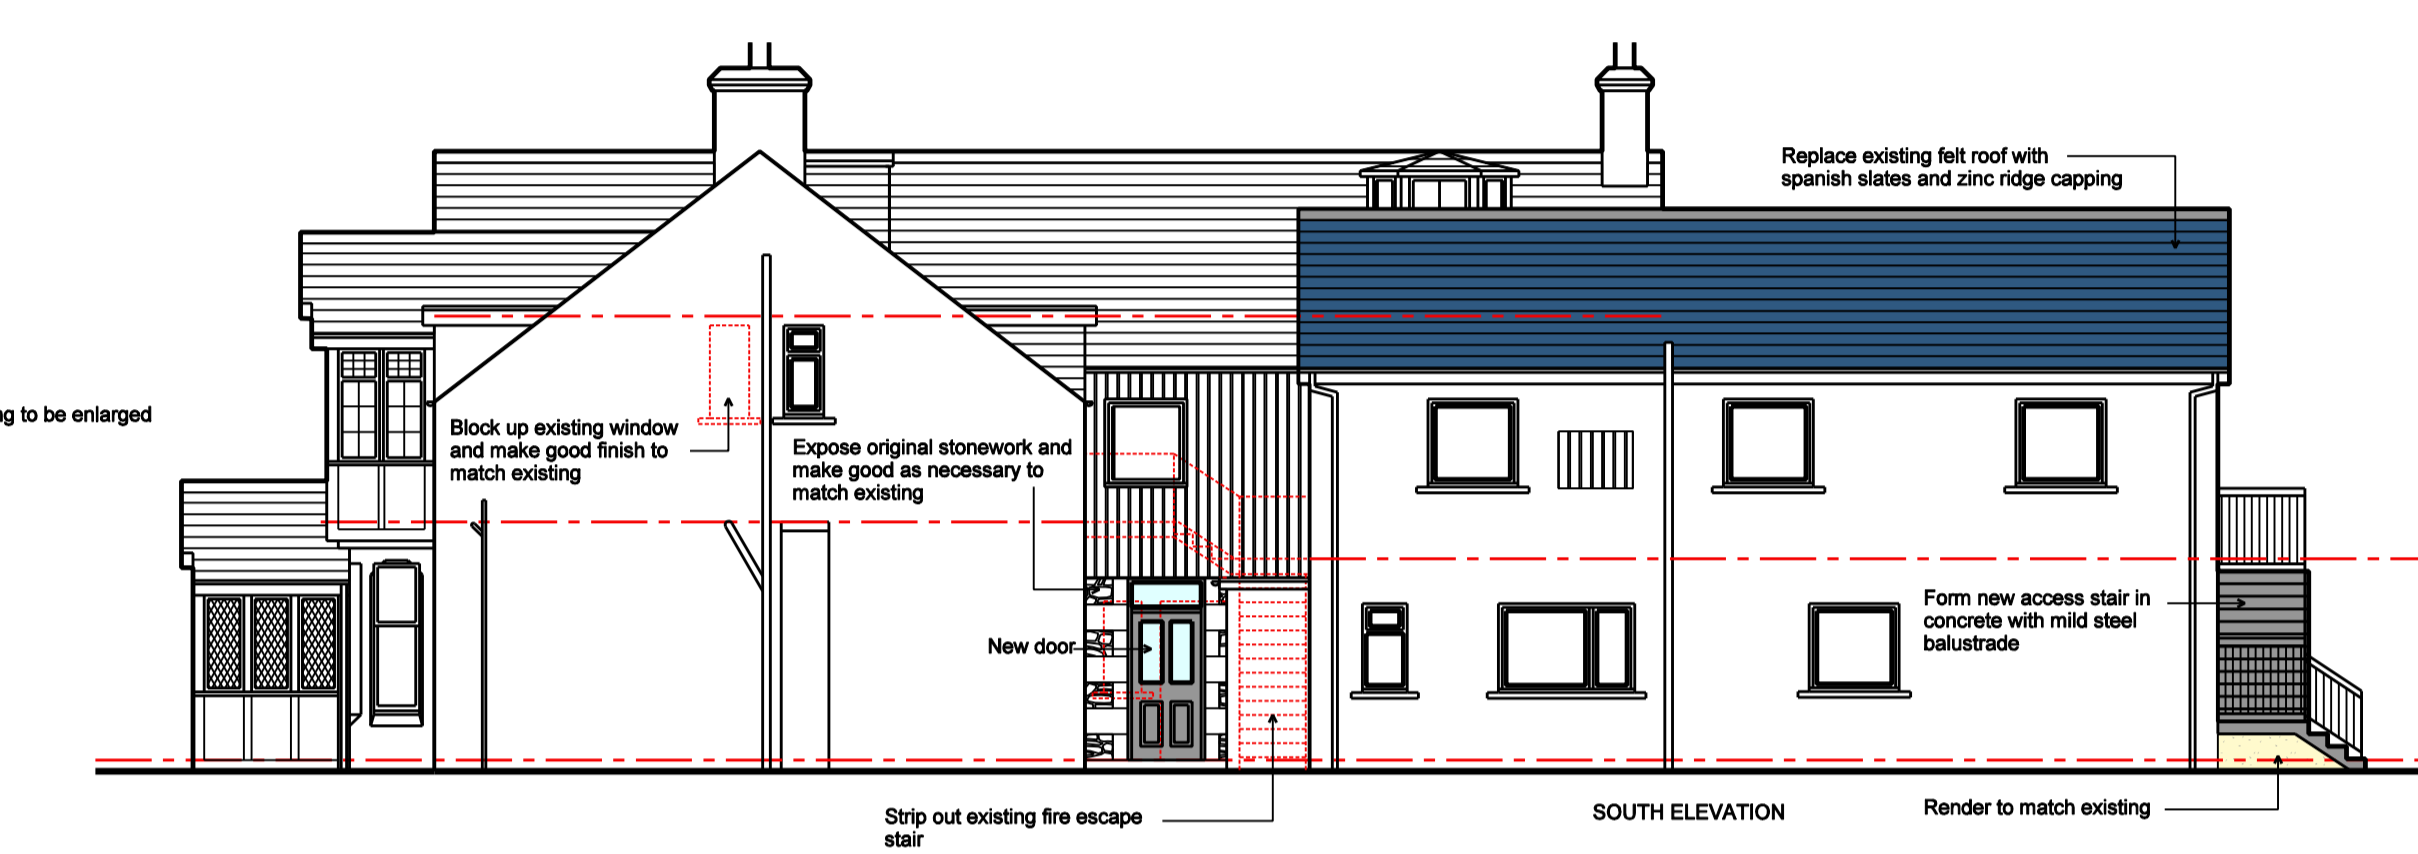 Replace existing felt roof with
spanish slates and zinc ridge capping
to be enlarged
Block up existing window
and make good finish to
match existing
Expose original stonework and
make good as necessary to
match existing
New door
Form new access stair in
concrete with mild steel
balustrade
Strip out existing fire escape
stair
SOUTH ELEVATION
Render to match existing